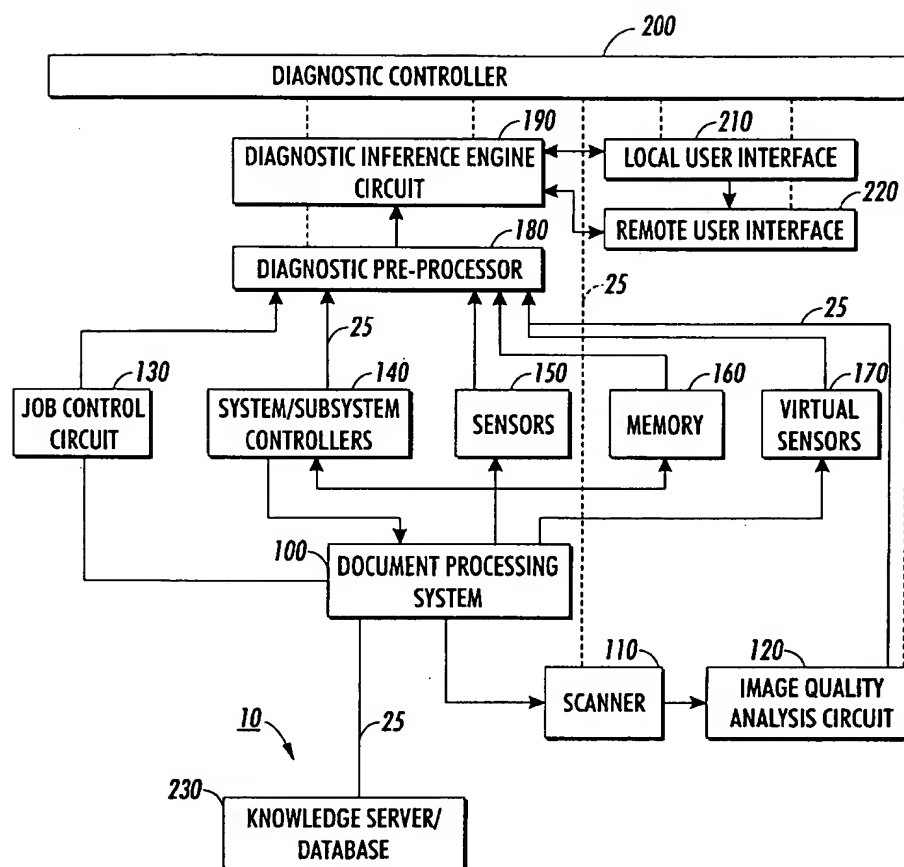 200
DIAGNOSTIC CONTROLLER
190
DIAGNOSTIC INFERENCE ENGINE
CIRCUIT
210
LOCAL USER INTERFACE
220
REMOTE USER INTERFACE
180
DIAGNOSTIC PRE-PROCESSOR
25
25
25
130
JOB CONTROL
CIRCUIT
140
SYSTEM/SUBSYSTEM
CONTROLLERS
150
SENSORS
160
MEMORY
170
VIRTUAL
SENSORS
100
DOCUMENT PROCESSING
SYSTEM
110
SCANNER
120
IMAGE QUALITY
ANALYSIS CIRCUIT
10
25
230
KNOWLEDGE SERVER/
DATABASE